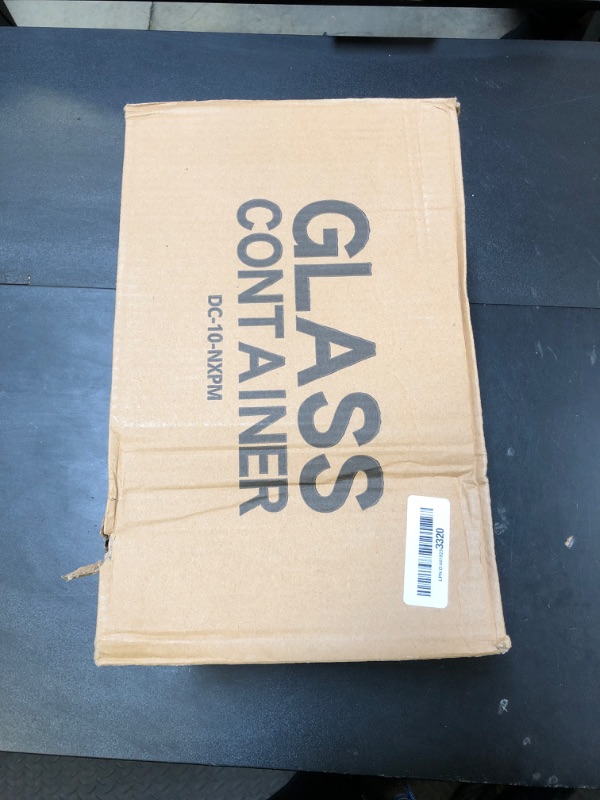 GLASS
CONTAINER
DC-10-NXPM
3320